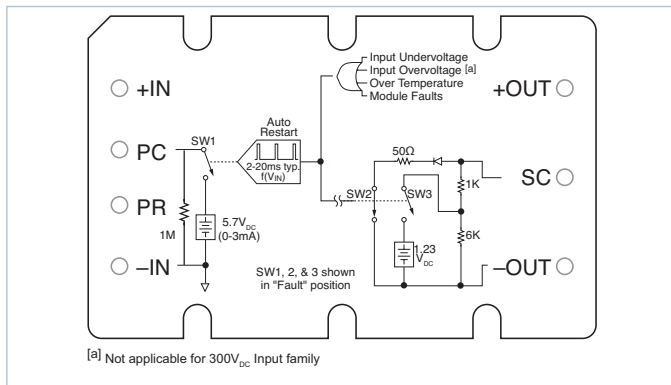 Input Undervoltage
Input Overvoltage [a]
Over Temperature
Module Faults
+IN
+OUT
Auto
Restart
SW1
PC
2-20ms typ.
f(VIN)
50Ω
SC
SW2
SW3
1K
PR
1M
5.7VDC
(0-3mA)
6K
1.23
VDC
–IN
–OUT
SW1, 2, & 3 shown
in "Fault" position
[a] Not applicable for 300VDC Input family